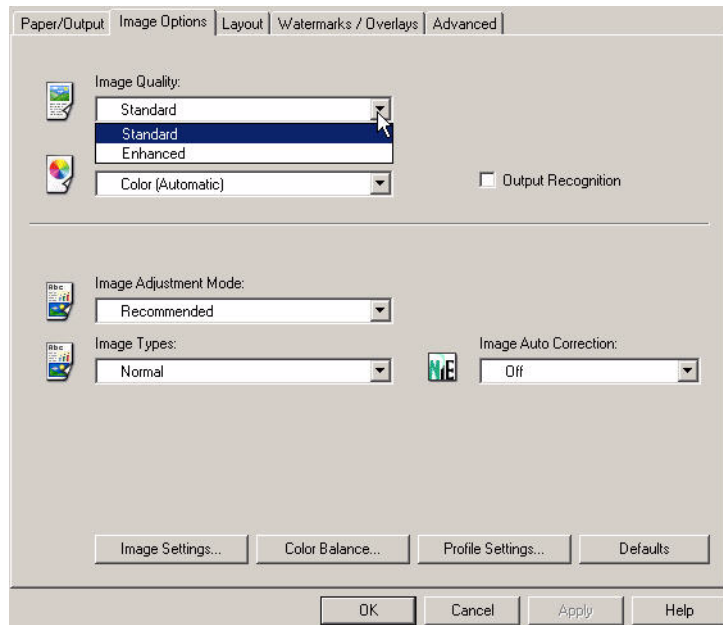 Paper/Output Image Options Layout Watermarks / Overlays Advanced
Image Quality:
Standard
Standard
Enhanced
Color (Automatic) Output Recognition
Image Adjustment Mode:
Recommended
Image Types: Image Auto Correction:
Normal Off
Image Settings... Color Balance... Profile Settings... Defaults
OK Cancel Apply Help